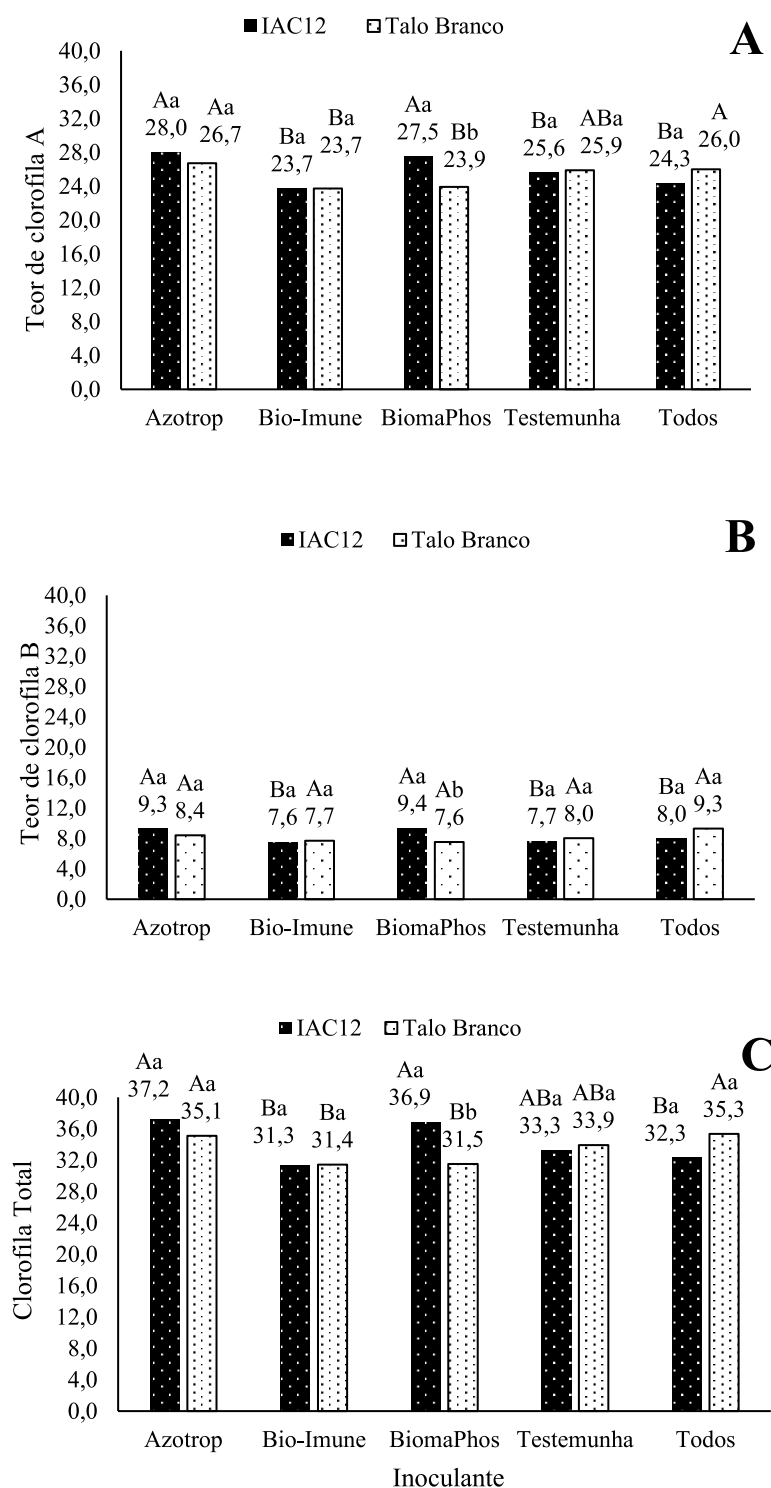 IAC12 Talo Branco
A
Teor de clorofila A
40,0
36,0
32,0
28,0
24,0
20,0
16,0
12,0
8,0
4,0
0,0
Aa Aa
28,0 26,7
Ba Ba
23,7 23,7
Aa Bb
27,5 23,9
Ba ABa
25,6 25,9
Ba A
24,3 26,0
Azotrop Bio-Imune BiomaPhos Testemunha Todos
IAC12 Talo Branco
B
Teor de clorofila B
40,0
36,0
32,0
28,0
24,0
20,0
16,0
12,0
8,0
4,0
0,0
Aa Aa
9,3 8,4
Ba Aa
7,6 7,7
Aa Ab
9,4 7,6
Ba Aa
7,7 8,0
Ba Aa
8,0 9,3
Azotrop Bio-Imune BiomaPhos Testemunha Todos
IAC12 Talo Branco
C
Clorofila Total
40,0
36,0
32,0
28,0
24,0
20,0
16,0
12,0
8,0
4,0
0,0
Aa Aa
37,2 35,1
Ba Ba
31,3 31,4
Aa Bb
36,9 31,5
ABa ABa
33,3 33,9
Ba Aa
32,3 35,3
Azotrop Bio-Imune BiomaPhos Testemunha Todos
Inoculante